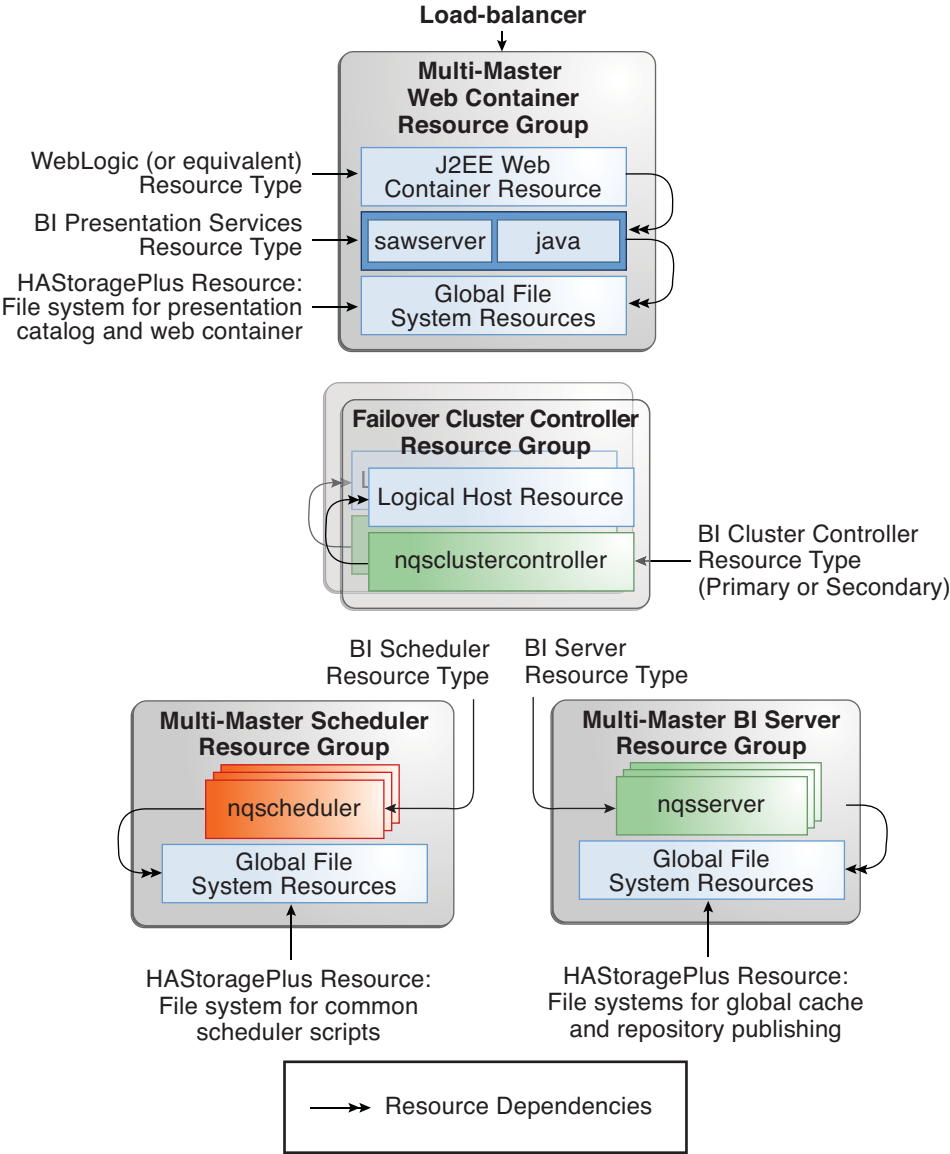 Load-balancer
Multi-Master
Web Container
Resource Group
WebLogic (or equivalent)
Resource Type
J2EE Web
Container Resource
BI Presentation Services
Resource Type
sawserver
java
HAStoragePlus Resource:
File system for presentation
catalog and web container
Global File
System Resources
Failover Cluster Controller
Resource Group
L
Logical Host Resource
nqsclustercontroller
BI Cluster Controller
Resource Type
(Primary or Secondary)
BI Scheduler
Resource Type
BI Server
Resource Type
Multi-Master Scheduler
Resource Group
nqscheduler
Global File
System Resources
Multi-Master BI Server
Resource Group
nqsserver
Global File
System Resources
HAStoragePlus Resource:
File system for common
scheduler scripts
HAStoragePlus Resource:
File systems for global cache
and repository publishing
Resource Dependencies